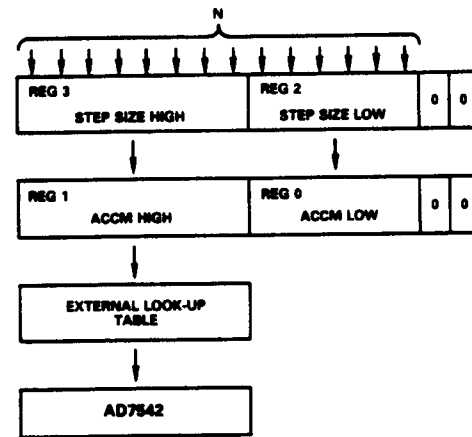 N
REG 3
STEP SIZE HIGH
REG 2
STEP SIZE LOW
0
0
REG 1
ACCM HIGH
REG 0
ACCM LOW
0
0
EXTERNAL LOOK-UP
TABLE
AD7542